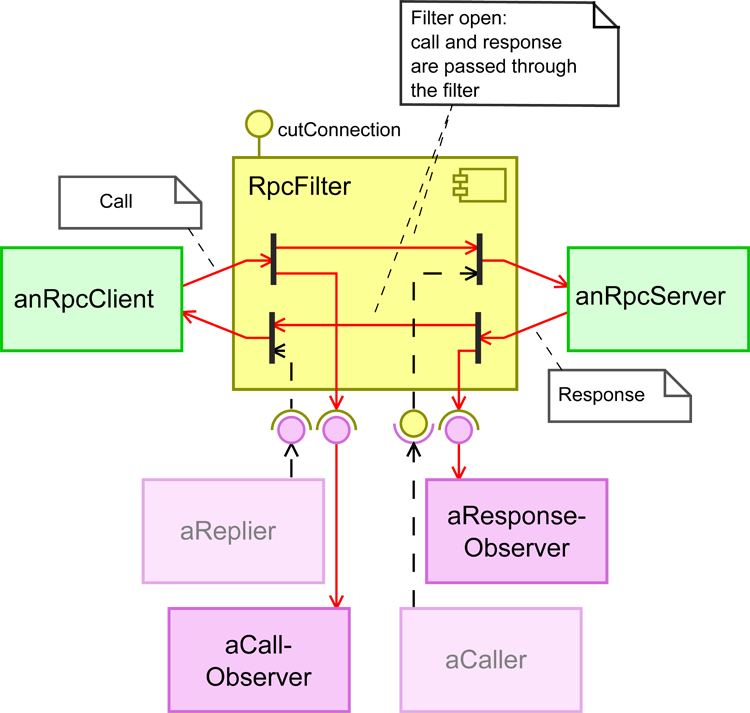 Filter open:
call and response
are passed through
the filter
cutConnection
RpcFilter
Call
anRpcClient
anRpcServer
Response
aReplier
aResponse-
Observer
aCall-
Observer
aCaller